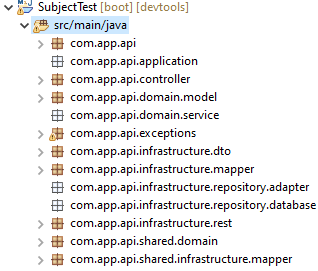 SubjectTest [boot] [devtools]
src/main/java
com.app.api
com.app.api.application
com.app.api.controller
com.app.api.domain.model
com.app.api.domain.service
com.app.api.exceptions
com.app.api.infrastructure.dto
com.app.api.infrastructure.mapper
com.app.api.infrastructure.repository.adapter
com.app.api.infrastructure.repository.database
com.app.api.infrastructure.rest
com.app.api.shared.domain
com.app.api.shared.infrastructure.mapper